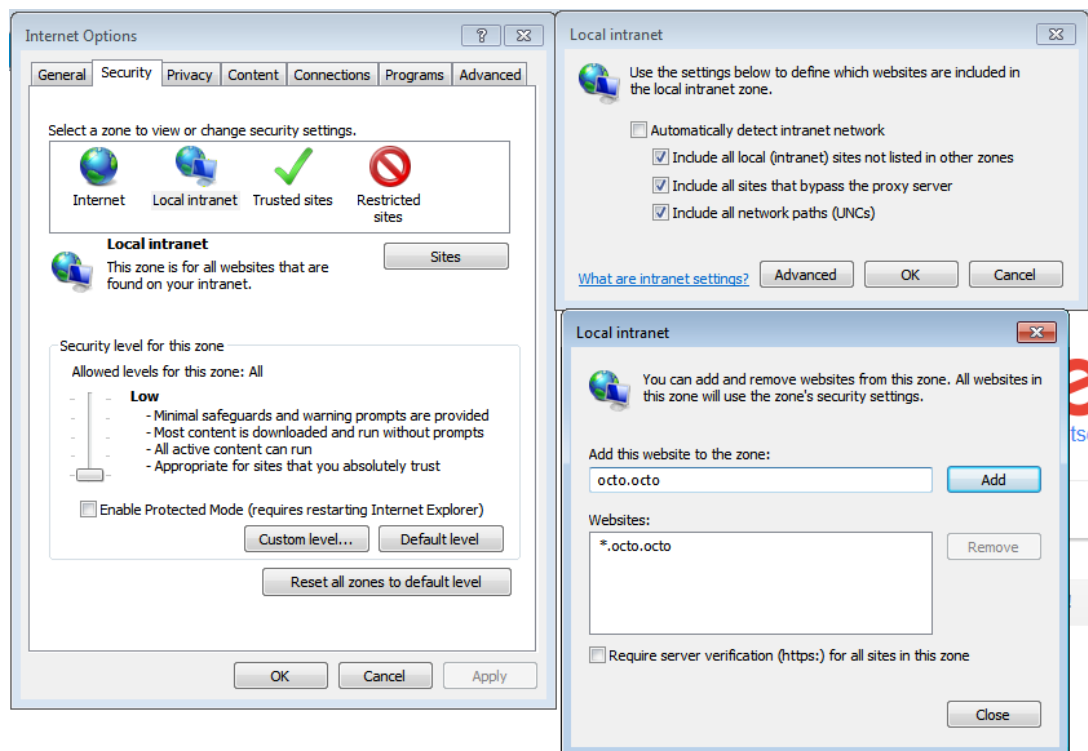 Internet Options
General Security Privacy Content Connections Programs Advanced
Select a zone to view or change security settings.
Internet
Local intranet
Trusted sites
Restricted
sites
Local intranet
This zone is for all websites that are
found on your intranet.
Sites
Security level for this zone
Allowed levels for this zone: All
Low
- Minimal safeguards and warning prompts are provided
- Most content is downloaded and run without prompts
- All active content can run
- Appropriate for sites that you absolutely trust
Enable Protected Mode (requires restarting Internet Explorer)
Custom level... Default level
Reset all zones to default level
OK Cancel Apply
Local intranet
Use the settings below to define which websites are included in
the local intranet zone.
Automatically detect intranet network
Include all local (intranet) sites not listed in other zones
Include all sites that bypass the proxy server
Include all network paths (UNCs)
What are intranet settings? Advanced OK Cancel
Local intranet
You can add and remove websites from this zone. All websites in
this zone will use the zone's security settings.
Add this website to the zone:
octo.octo Add
Websites:
*.octo.octo Remove
Require server verification (https:) for all sites in this zone
Close